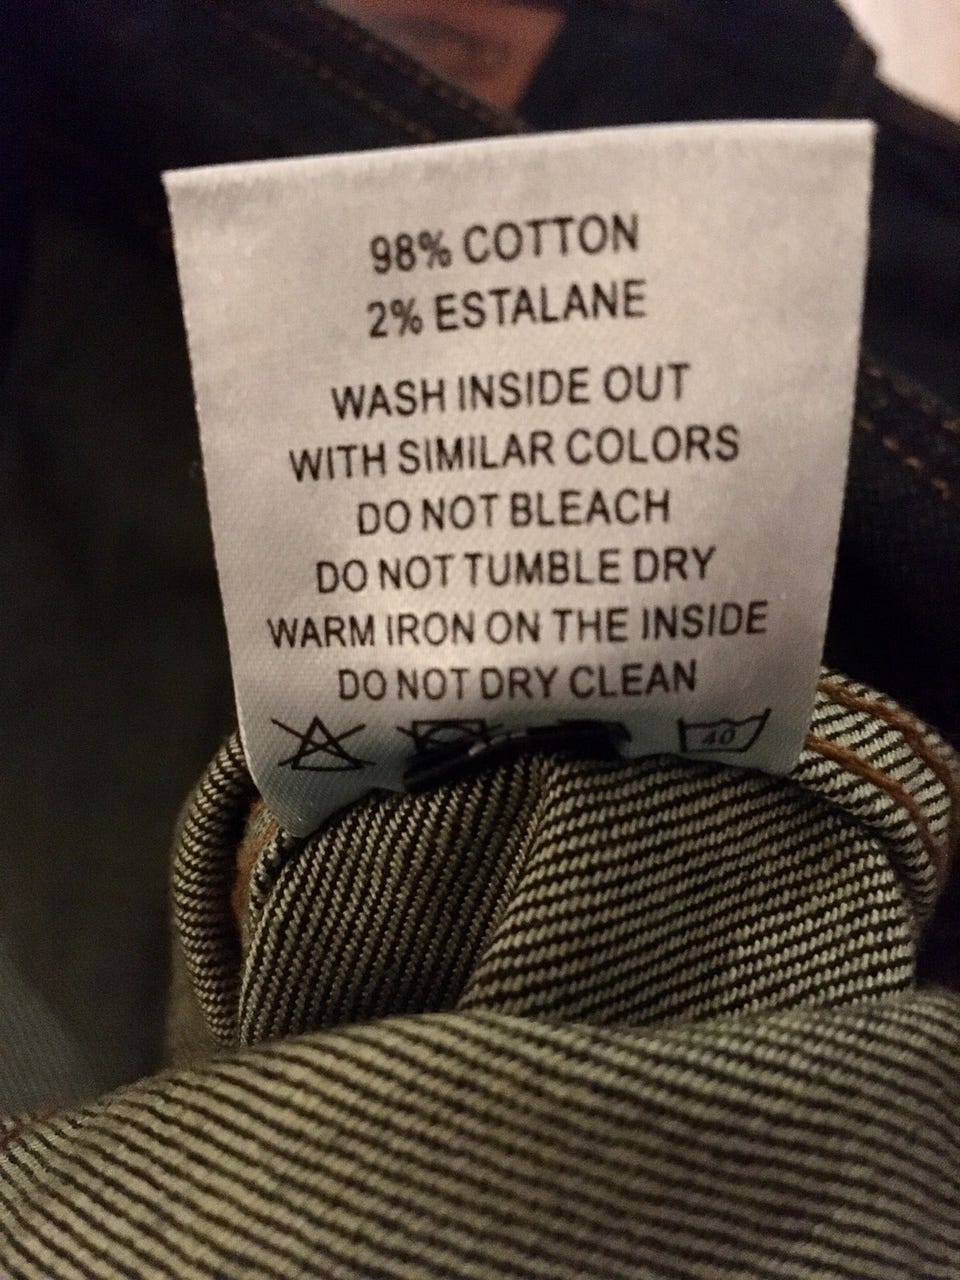 98% COTTON
2% ESTALANE
WASH INSIDE OUT
WITH SIMILAR COLORS
DO NOT BLEACH
DO NOT TUMBLE DRY
WARM IRON ON THE INSIDE
DO NOT DRY CLEAN
40